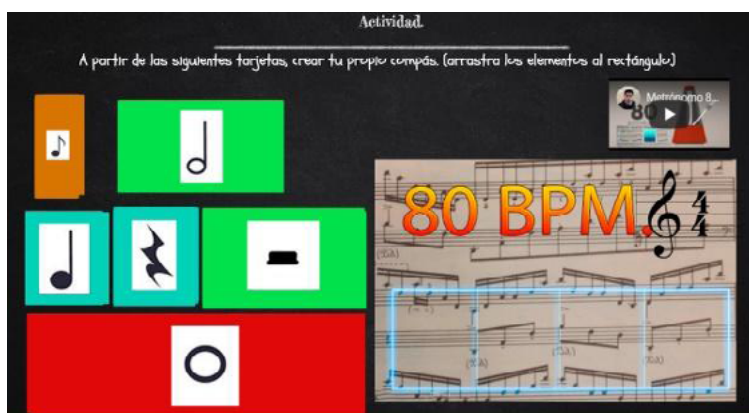 Actividad.
A partir de las siguientes tarjetas, crear tu propio compás. (arrastra los elementos al rectángulo)
Metrónomo 8...
80
80 BPM.
4
4